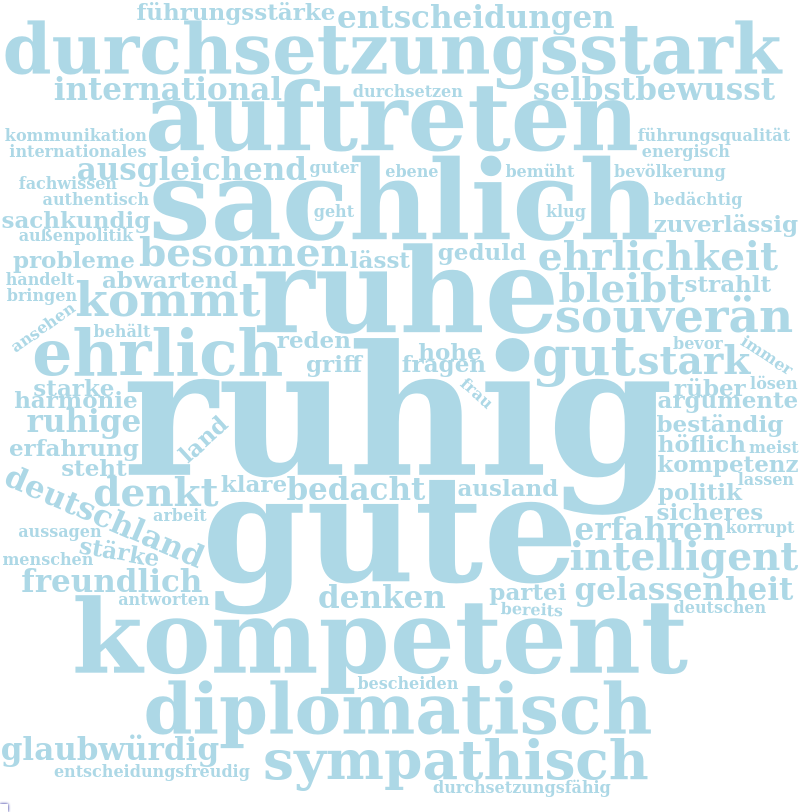 führungsstärke
entscheidungen
durchsetzungsstark
international
durchsetzen
selbstbewusst
auftreten
kommunikation
führungsqualität
internationales
energisch
ausgleichend
guter
ebene
bemüht
bevölkerung
fachwissen
sachlich
authentisch
bedächtig
geht
klug
sachkundig
zuverlässig
außenpolitik
besonnen
geduld
ehrlichkeit
probleme
lässt
handelt
abwartend
ruhe
bleibt
strahlt
bringen
kommt
souverän
ansehen
behält
reden
bevor
immer
ehrlich
hohe
gut
stark
griff
fragen
starke
frau
rüber
lösen
harmonie
argumente
ruhig
ruhige
land
beständig
erfahrung
höflich
meist
steht
kompetenz
lassen
deutschland
denkt
klare
bedacht
ausland
politik
arbeit
sicheres
gute
aussagen
erfahren
korrupt
stärke
menschen
intelligent
freundlich
antworten
denken
partei
gelassenheit
bereits
deutschen
kompetent
bescheiden
diplomatisch
glaubwürdig
sympathisch
entscheidungsfreudig
durchsetzungsfähig